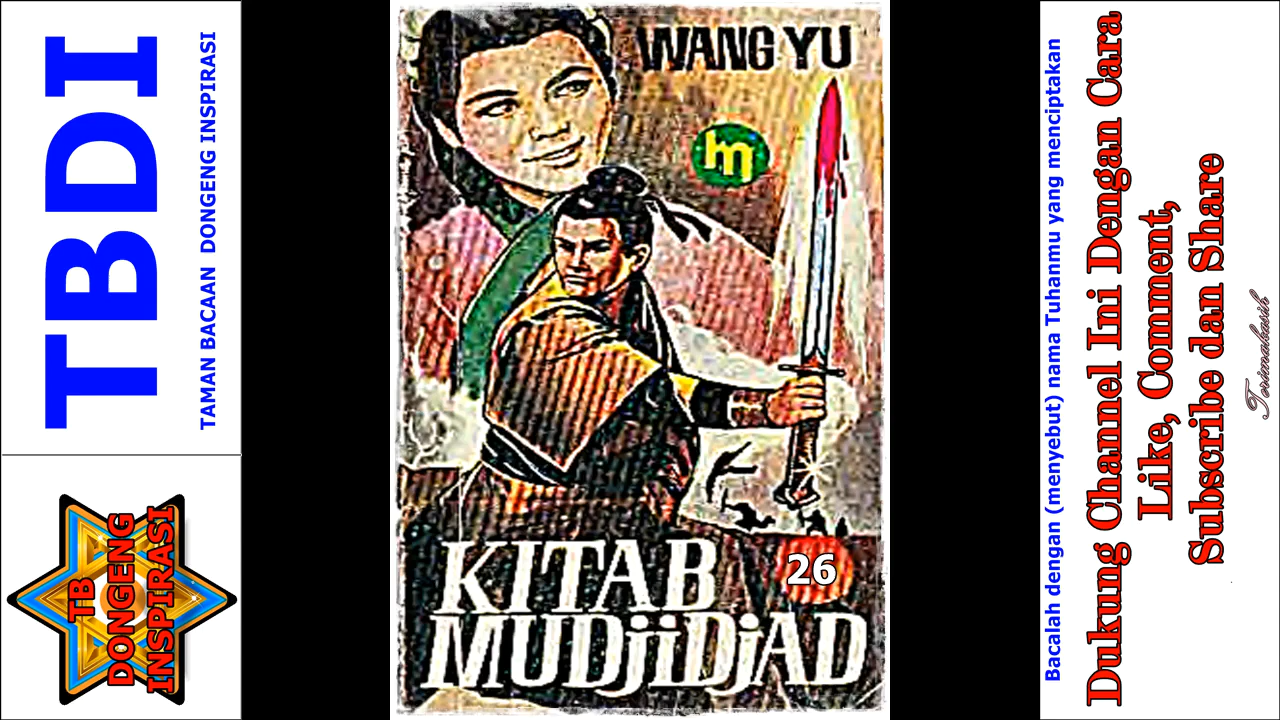 TBDI
TAMAN BACAAN DONGENG INSPIRASI
TB
DONGENG
INSPIRASI
WANG YU
hm
26
KITAB
MUDjiDjAD
Bacalah dengan (menyebut) nama Tuhanmu yang menciptakan
Dukung Channel Ini Dengan Cara
Like, Comment,
Subscribe dan Share
Terimakasih